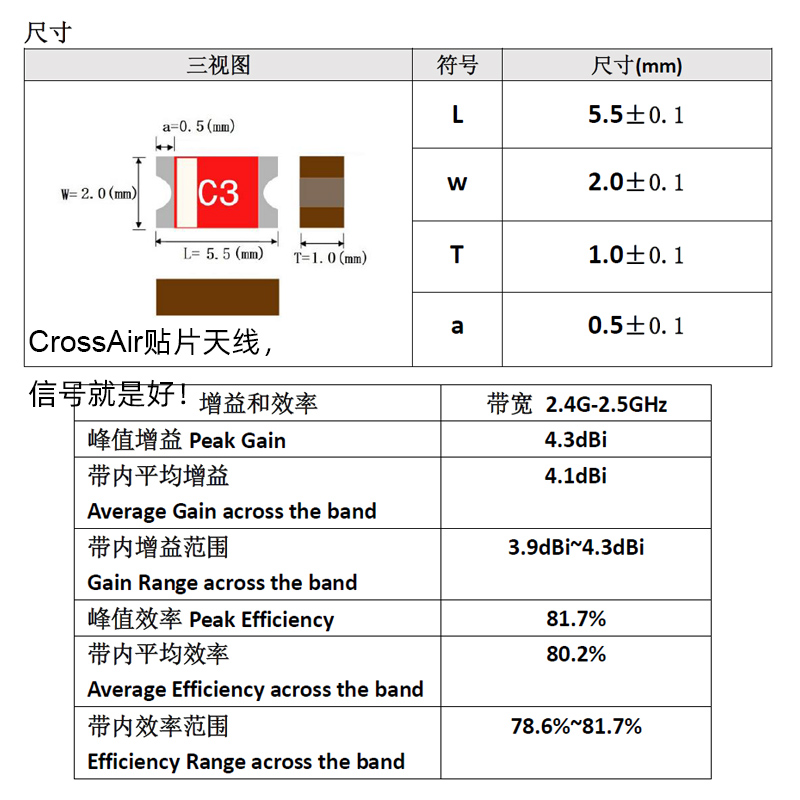 尺寸
三视图 符号 尺寸(mm)
a=0.5(mm)
W=2.0(mm)
C3
L= 5.5(mm)
T=1.0(mm)
L 5.5±0.1
w 2.0±0.1
T 1.0±0.1
a 0.5±0.1
CrossAir贴片天线，
信号就是好！
增益和效率 带宽 2.4G-2.5GHz
峰值增益 Peak Gain 4.3dBi
带内平均增益 4.1dBi
Average Gain across the band
带内增益范围 3.9dBi~4.3dBi
Gain Range across the band
峰值效率 Peak Efficiency 81.7%
带内平均效率 80.2%
Average Efficiency across the band
带内效率范围 78.6%~81.7%
Efficiency Range across the band